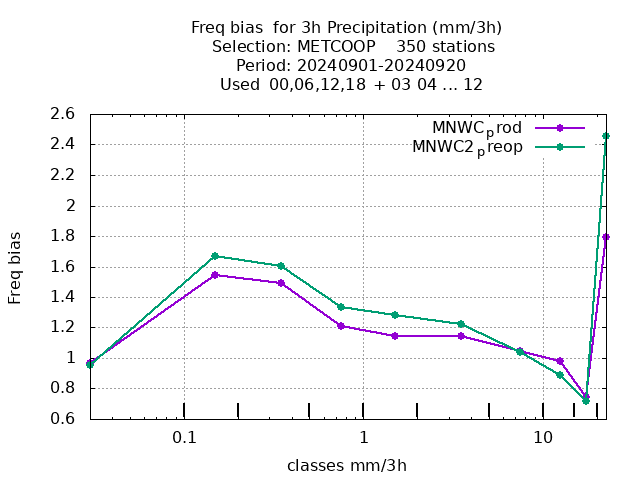 Freq bias  for 3h Precipitation (mm/3h)
Selection: METCOOP    350 stations
Period: 20240901-20240920
Used 00,06,12,18 + 03 04 ... 12
MNWCprod
MNWC2preop
2.6
2.4
2.2
2
1.8
1.6
1.4
1.2
1
0.8
0.6
Freq bias
0.1
1
10
classes mm/3h